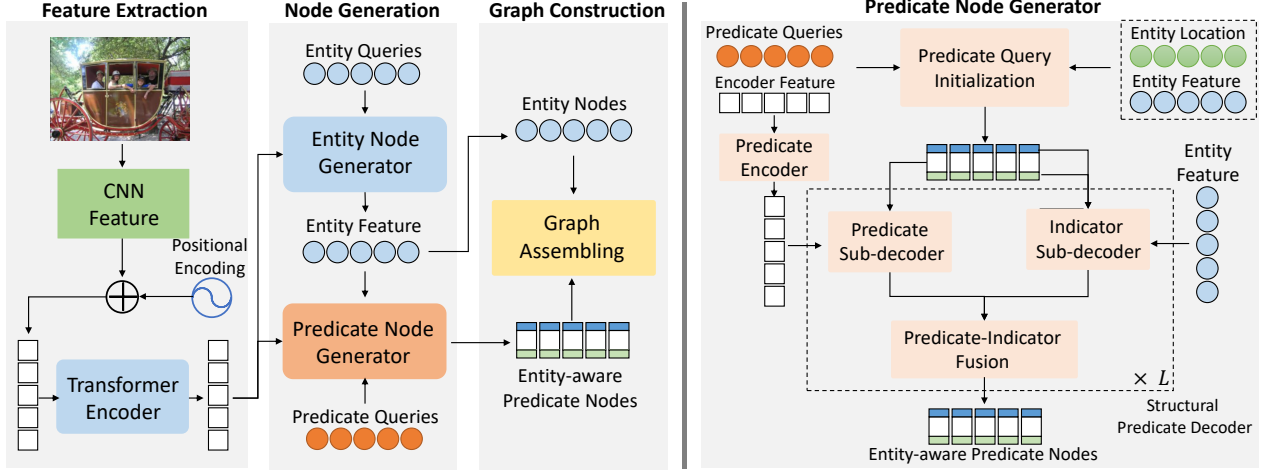 Feature Extraction
Node Generation
Graph Construction
Predicate Node Generator
CNN
Feature
Positional
Encoding
Transformer
Encoder
Entity Queries
Entity Node
Generator
Entity Feature
Predicate Node
Generator
Predicate Queries
Entity Nodes
Graph
Assembling
Entity-aware
Predicate Nodes
Predicate Queries
Encoder Feature
Predicate Query
Initialization
Entity Location
Entity Feature
Predicate
Encoder
Entity
Feature
Predicate
Sub-decoder
Indicator
Sub-decoder
Predicate-Indicator
Fusion
× L
Structural
Predicate Decoder
Entity-aware Predicate Nodes